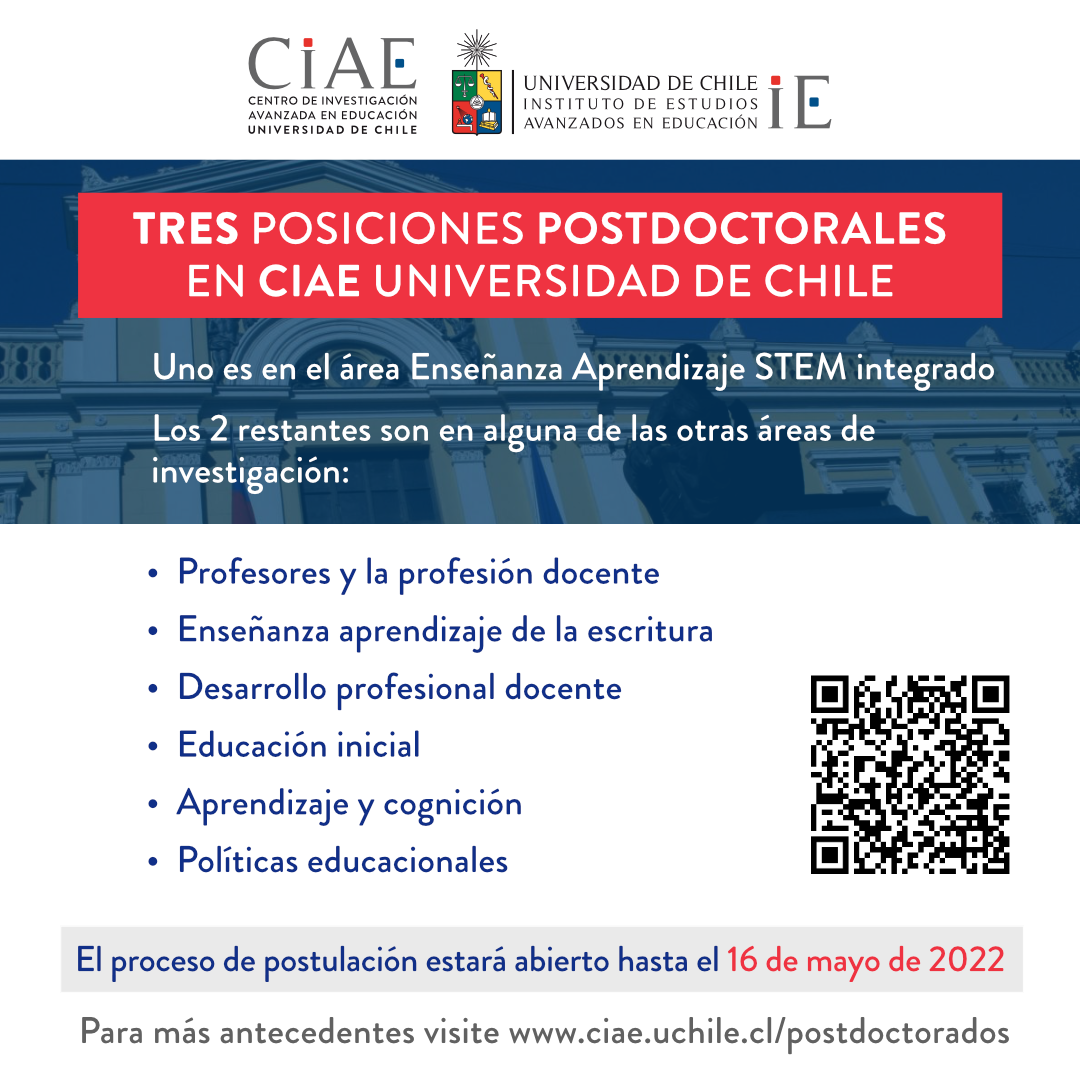 CiAE
CENTRO DE INVESTIGACIÓN
AVANZADA EN EDUCACIÓN
UNIVERSIDAD DE CHILE
UNIVERSIDAD DE CHILE
INSTITUTO DE ESTUDIOS
AVANZADOS EN EDUCACIÓN
iE
TRES POSICIONES POSTDOCTORALES
EN CIAE UNIVERSIDAD DE CHILE
Uno es en el área Enseñanza Aprendizaje STEM integrado
Los 2 restantes son en alguna de las otras áreas de
investigación:
• Profesores y la profesión docente
• Enseñanza aprendizaje de la escritura
• Desarrollo profesional docente
• Educación inicial
• Aprendizaje y cognición
• Políticas educacionales
El proceso de postulación estará abierto hasta el 16 de mayo de 2022
Para más antecedentes visite www.ciae.uchile.cl/postdoctorados